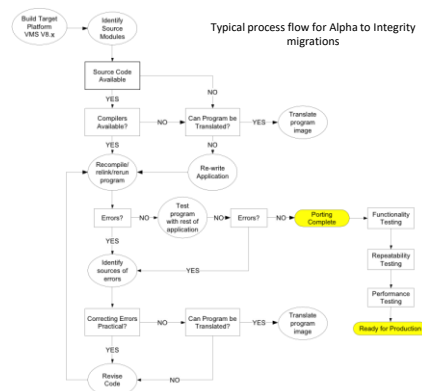 Typical process flow for Alpha to Integrity
migrations
Build Target
Platform
VMS V8.x
Identify
Source
Modules
Source Code
Available
YES
NO
Compilers
Available?
NO
Can Program be
Translated?
YES
Translate
program
image
YES
NO
Recompile/
relink/rerun
program
Re-write
Application
Errors?
NO
Test
program
with rest of
application
NO
Errors?
NO
Porting
Complete
Functionality
Testing
YES
YES
Identify
sources of
errors
Repeatability
Testing
Performance
Testing
Ready for Production
Correcting Errors
Practical?
NO
Can Program be
Translated?
YES
Translate
program
image
YES
NO
Revise
Code